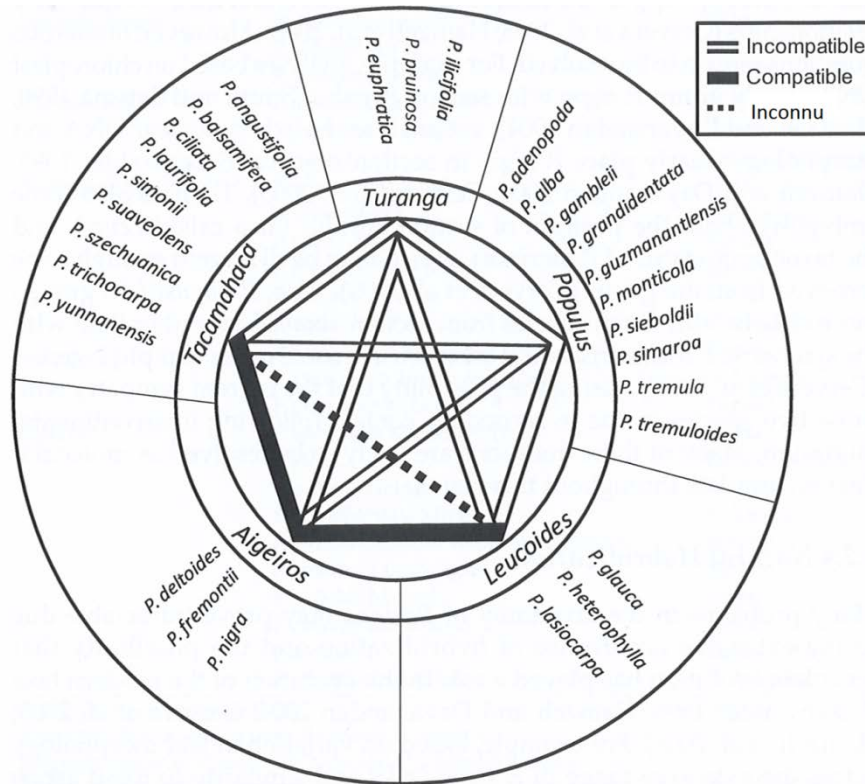 Incompatible
Compatible
Inconnu
Turanga
P. euphratica
P. pruinosa
P. ilicifolia
Populus
P. adenopoda
P. alba
P. gambleii
P. grandidentata
P. guzmanantlensis
P. monticola
P. sieboldii
P. simaroa
P. tremula
P. tremuloides
Leucoides
P. glauca
P. heterophylla
P. lasiocarpa
Aigeiros
P. deltoides
P. fremontii
P. nigra
Tacamahaca
P. angustifolia
P. balsamifera
P. ciliata
P. laurifolia
P. simonii
P. suaveolens
P. szechuanica
P. trichocarpa
P. yunnanensis